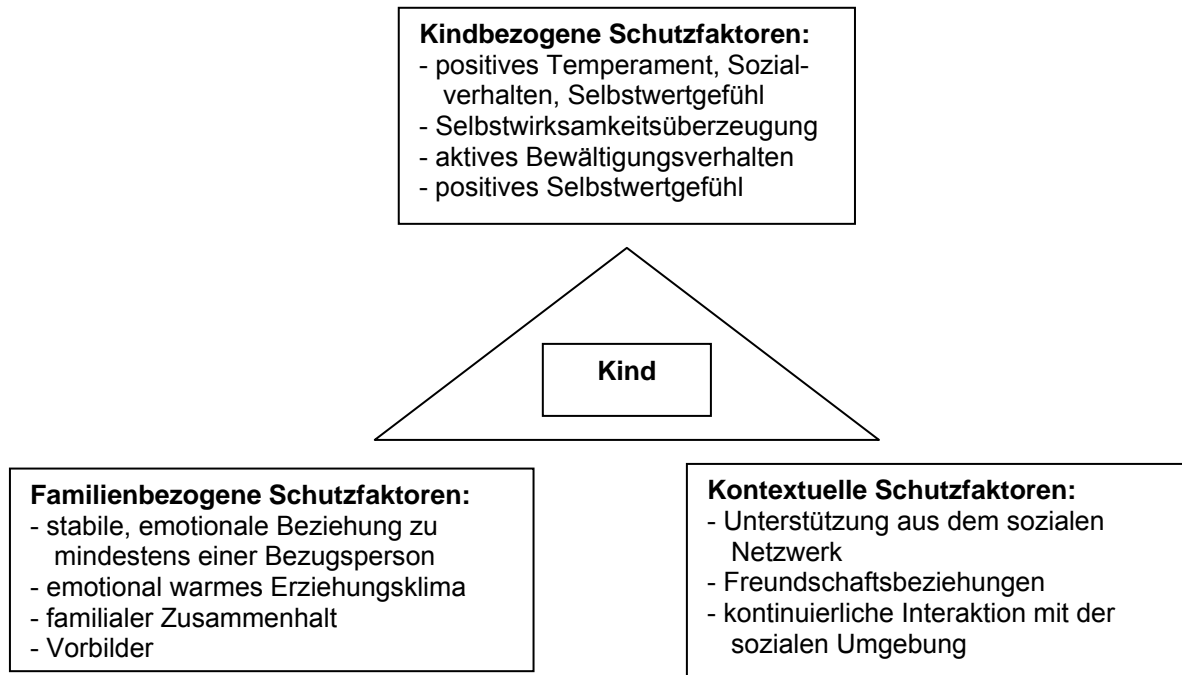 Kindbezogene Schutzfaktoren:
- positives Temperament, Sozial-
verhalten, Selbstwertgefühl
- Selbstwirksamkeitsüberzeugung
- aktives Bewältigungsverhalten
- positives Selbstwertgefühl
Kind
Familienbezogene Schutzfaktoren:
- stabile, emotionale Beziehung zu
mindestens einer Bezugsperson
- emotional warmes Erziehungsklima
- familialer Zusammenhalt
- Vorbilder
Kontextuelle Schutzfaktoren:
- Unterstützung aus dem sozialen
Netzwerk
- Freundschaftsbeziehungen
- kontinuierliche Interaktion mit der
sozialen Umgebung